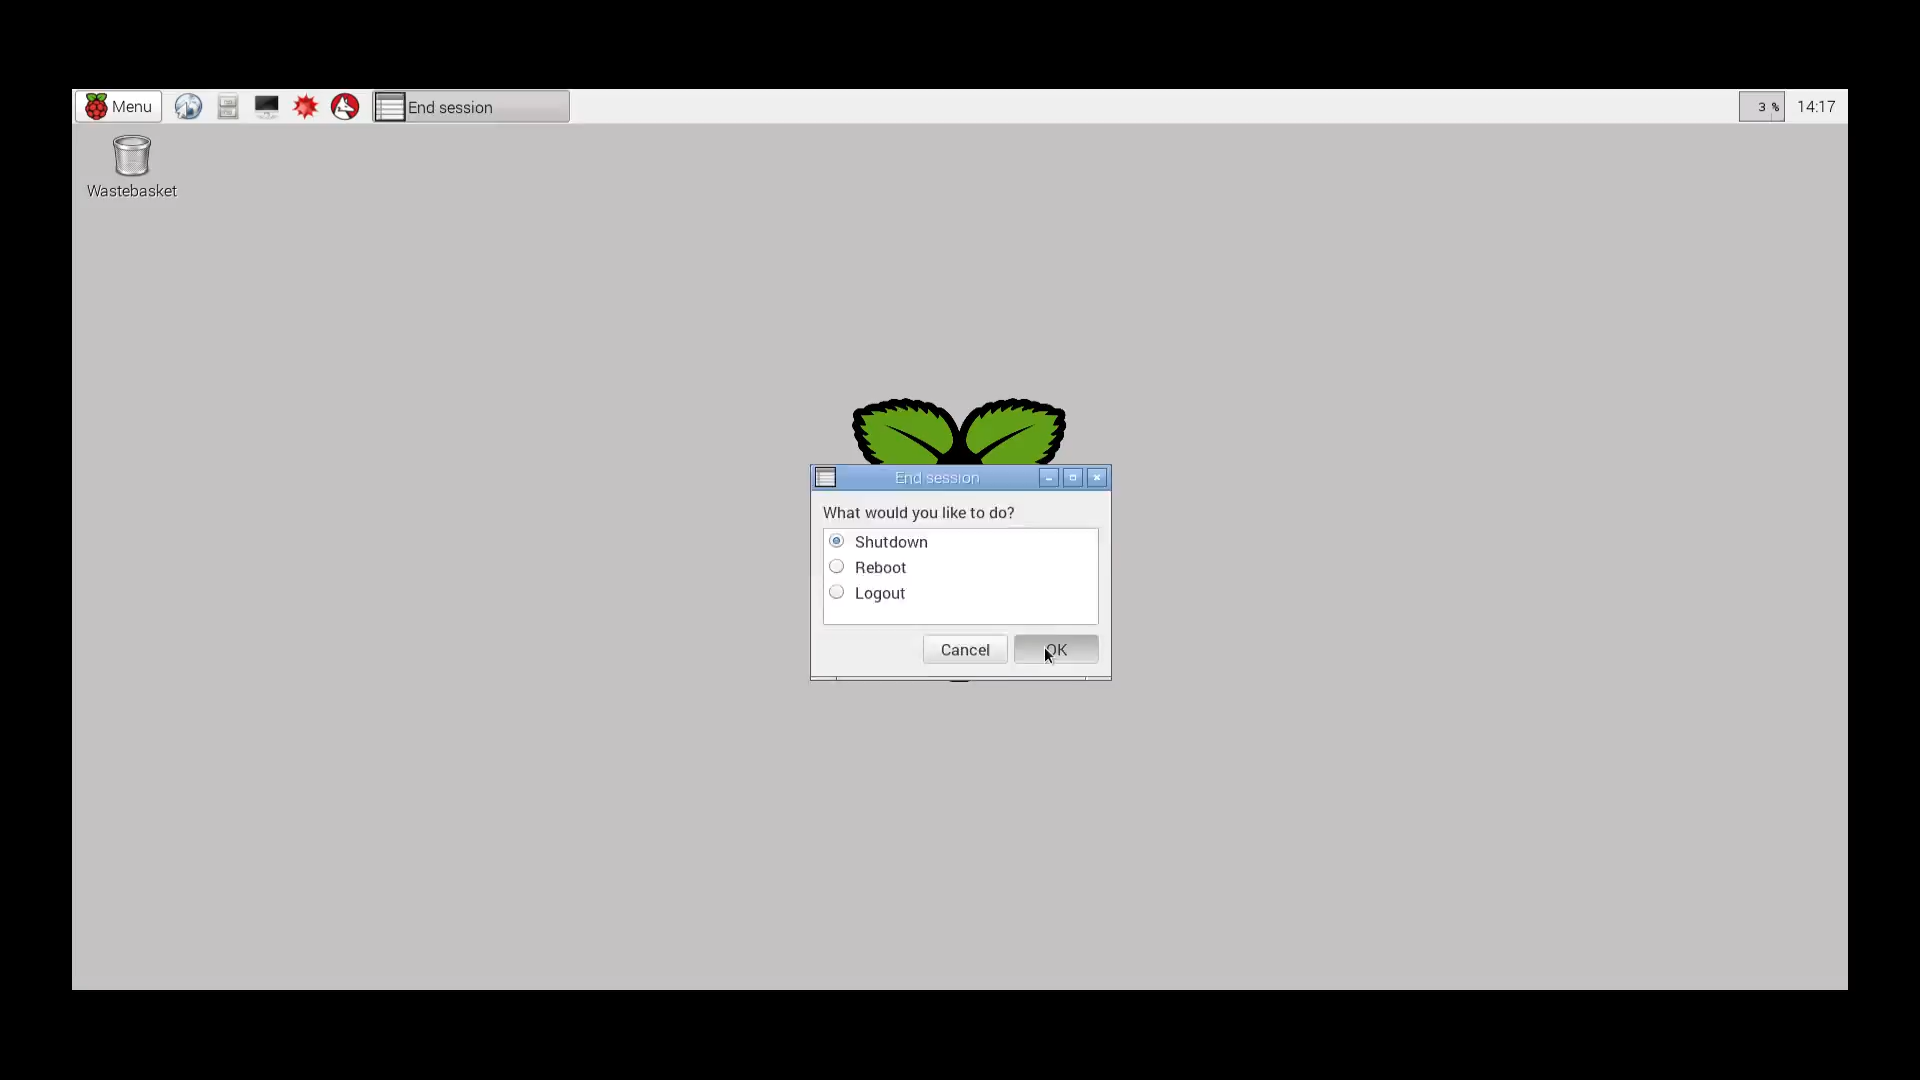 Menu
End session
3 %
14:17
Wastebasket
End session
What would you like to do?
Shutdown
Reboot
Logout
Cancel
OK